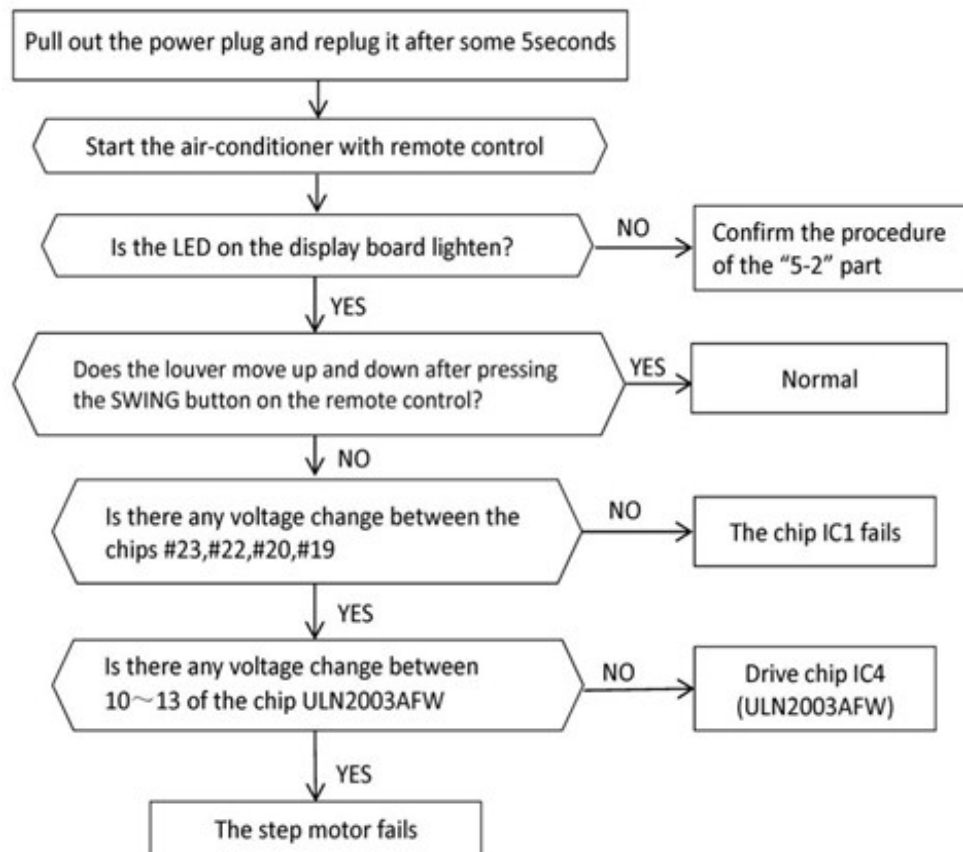 Pull out the power plug and replug it after some 5seconds
Start the air-conditioner with remote control
Is the LED on the display board lighten?
NO
Confirm the procedure
of the “5-2” part
YES
Does the louver move up and down after pressing
the SWING button on the remote control?
YES
Normal
NO
Is there any voltage change between the
chips #23,#22,#20,#19
NO
The chip IC1 fails
YES
Is there any voltage change between
10～13 of the chip ULN2003AFW
NO
Drive chip IC4
(ULN2003AFW)
YES
The step motor fails